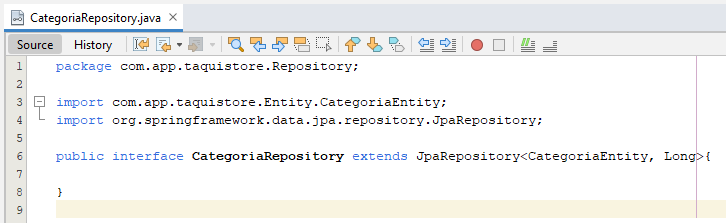 CategoriaRepository.java
Source History
1 package com.app.taquistore.Repository;
2
3 import com.app.taquistore.Entity.CategoriaEntity;
4 import org.springframework.data.jpa.repository.JpaRepository;
5
6 public interface CategoriaRepository extends JpaRepository<CategoriaEntity, Long>{
7
8 }
9